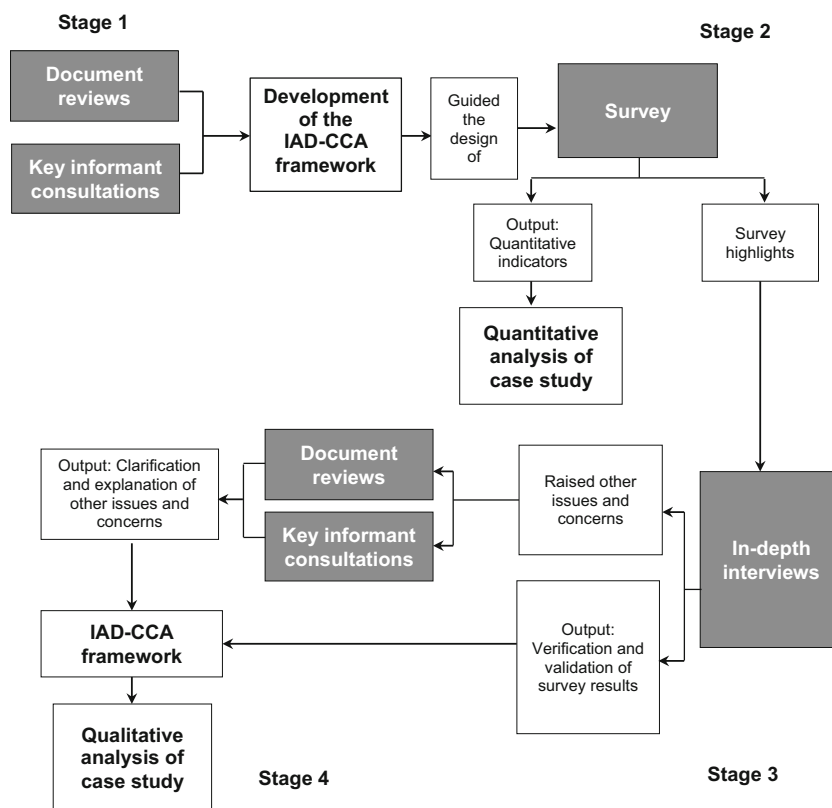 Stage 1
Stage 2
Document
reviews
Key informant
consultations
Development
of the
IAD-CCA
framework
Guided
the
design
of
Survey
Output:
Quantitative
indicators
Survey
highlights
Quantitative
analysis of
case study
Output: Clarification
and explanation of
other issues and
concerns
Document
reviews
Key informant
consultations
Raised other
issues and
concerns
In-depth
interviews
IAD-CCA
framework
Output:
Verification and
validation of
survey results
Qualitative
analysis of
case study
Stage 4
Stage 3